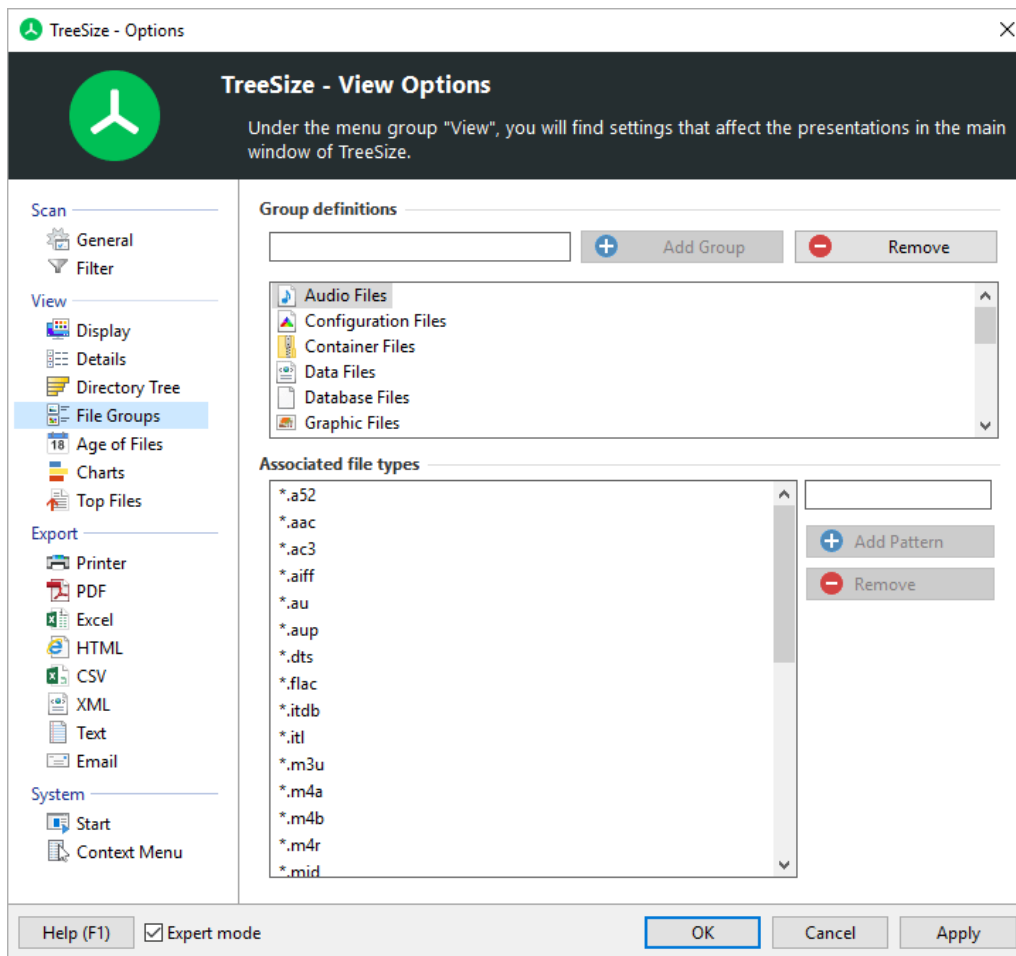 TreeSize - Options
TreeSize - View Options
Under the menu group "View", you will find settings that affect the presentations in the main
window of TreeSize.
Scan
General
Filter
View
Display
Details
Directory Tree
File Groups
18
Age of Files
Charts
Top Files
Export
Printer
PDF
Excel
HTML
CSV
XML
Text
Email
System
Start
Context Menu
Group definitions
Add Group
Remove
Audio Files
Configuration Files
Container Files
Data Files
Database Files
Graphic Files
Associated file types
*.a52
*.aac
*.ac3
*.aiff
*.au
*.aup
*.dts
*.flac
*.itdb
*.itl
*.m3u
*.m4a
*.m4b
*.m4r
*.mid
Add Pattern
Remove
Help (F1)
Expert mode
OK
Cancel
Apply